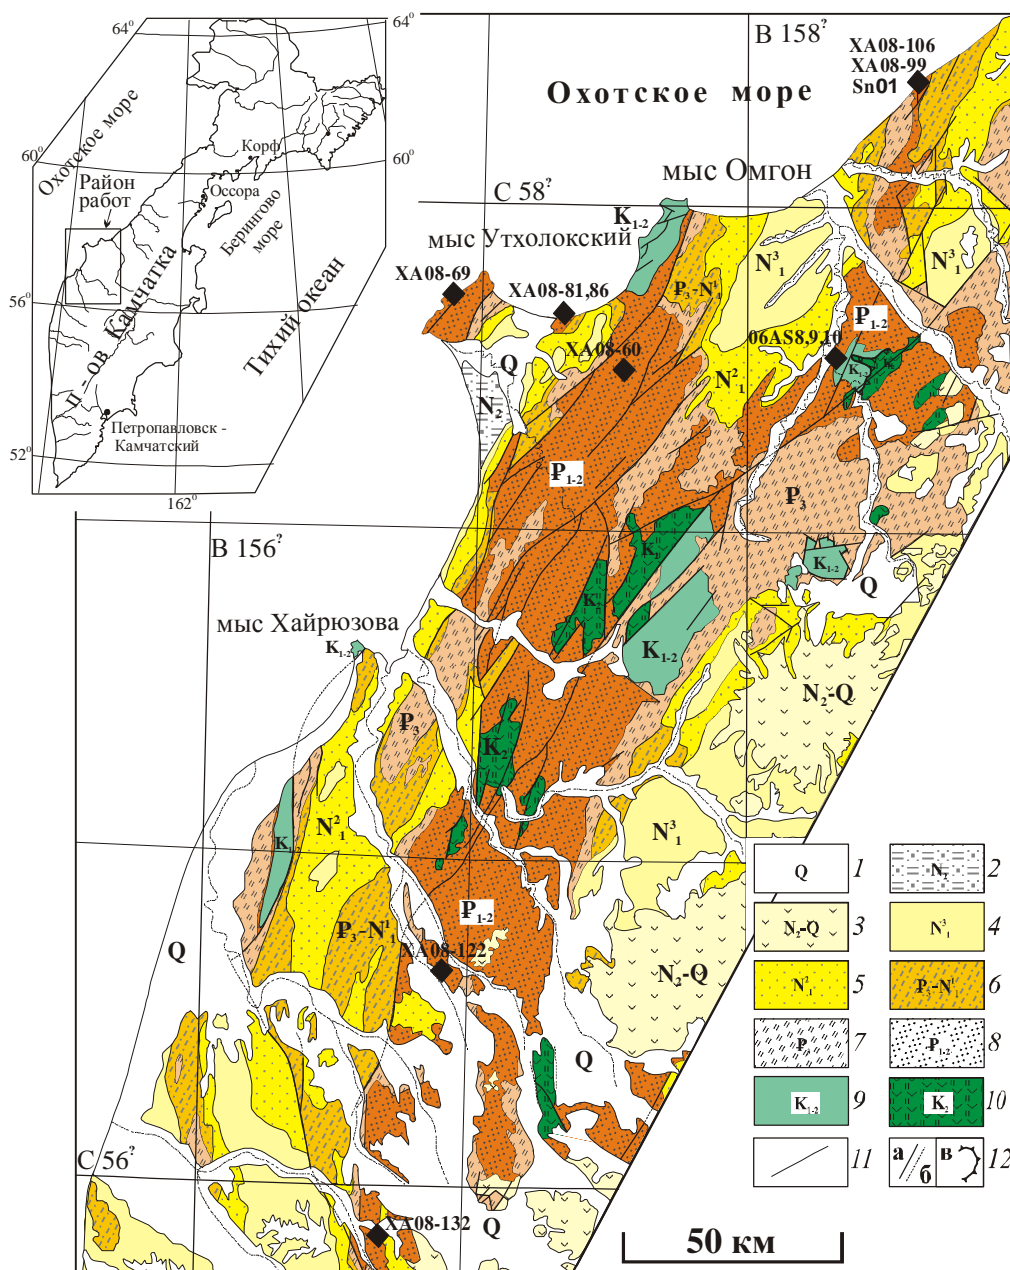 64°
64°
60°
60°
56°
52°
162°
Охотское море
Корф
Оссора
Район
работ
Берингово
море
п - ов Камчатка
Тихий океан
Петропавловск -
Камчатский
В 158?
ХА08-106
ХА08-99
Sn01
Охотское море
мыс Омгон
С 58?
K₁₋₂
мыс Утхолокский
ХА08-69
ХА08-81,86
P₃-N¹₁
N³₁
N³₁
P₁₋₂
06AS8,9,10
Q
ХА08-60
K₁₋₂
N²₁
N₂
P₁₋₂
P₃
В 156?
K₁₋₂
Q
мыс Хайрюзова
K₁₋₂
K₁₋₂
N₂-Q
P₃
K₂
N²₁
N³₁
K₁
P₁₋₂
P₃-N¹₁
ХА08-122
Q
N₂-Q
Q
С 56?
ХА08-132
Q
Q 1
N₂ 2
N₂-Q 3
N³₁ 4
N²₁ 5
P₃-N¹₁ 6
P₃ 7
P₁₋₂ 8
K₁₋₂ 9
K₂ 10
11
а б в 12
50 км